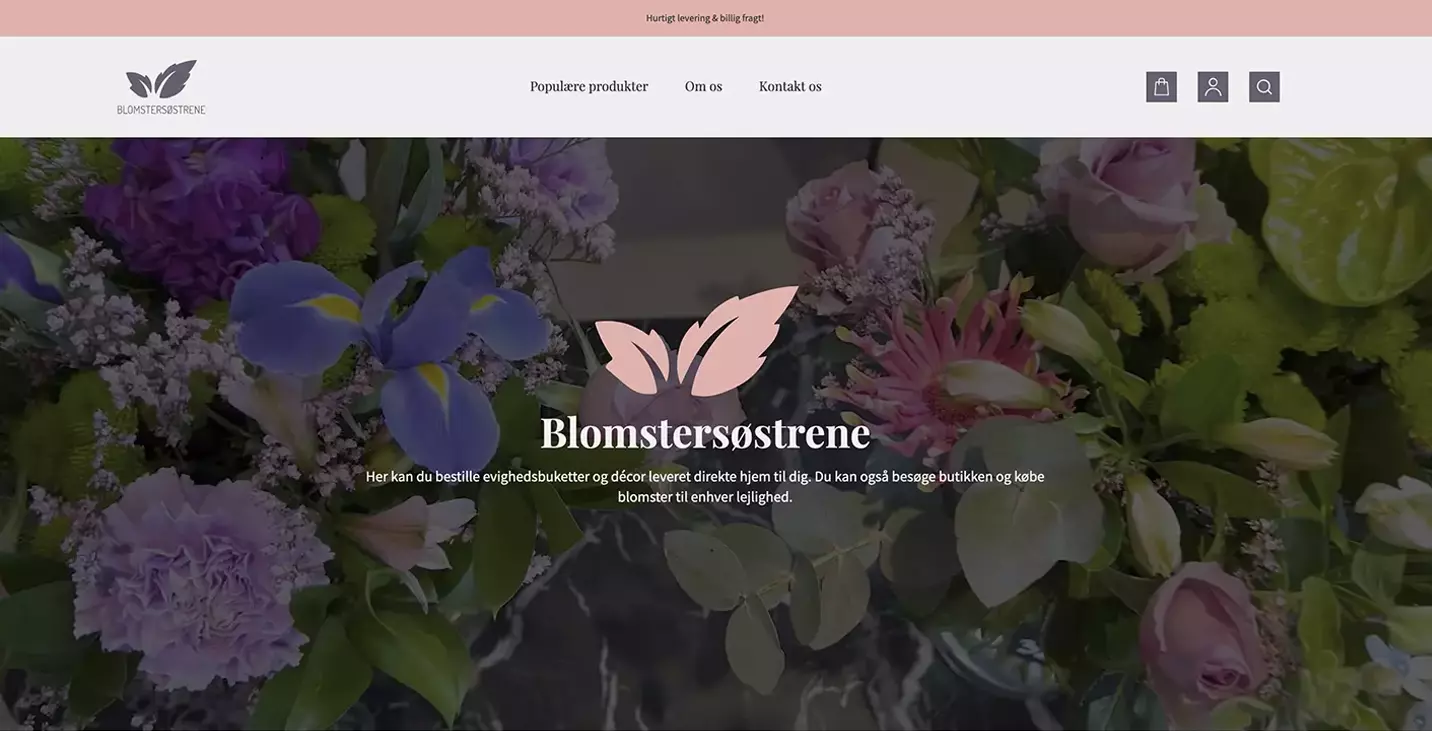 Hurtigt levering & billig fragt!
BLOMSTERSØSTRENE
Populære produkter
Om os
Kontakt os
Blomstersøstrene
Her kan du bestille evighedsbuketter og décor leveret direkte hjem til dig. Du kan også besøge butikken og købe
blomster til enhver lejlighed.